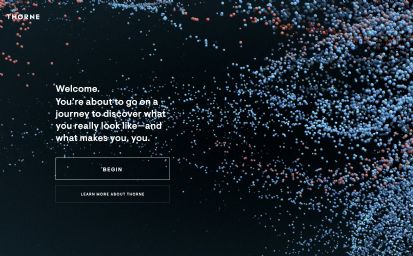 THORNE
Welcome.
You're about to go on a
journey to discover what
you really look like—and
what makes you, you.
BEGIN
LEARN MORE ABOUT THORNE